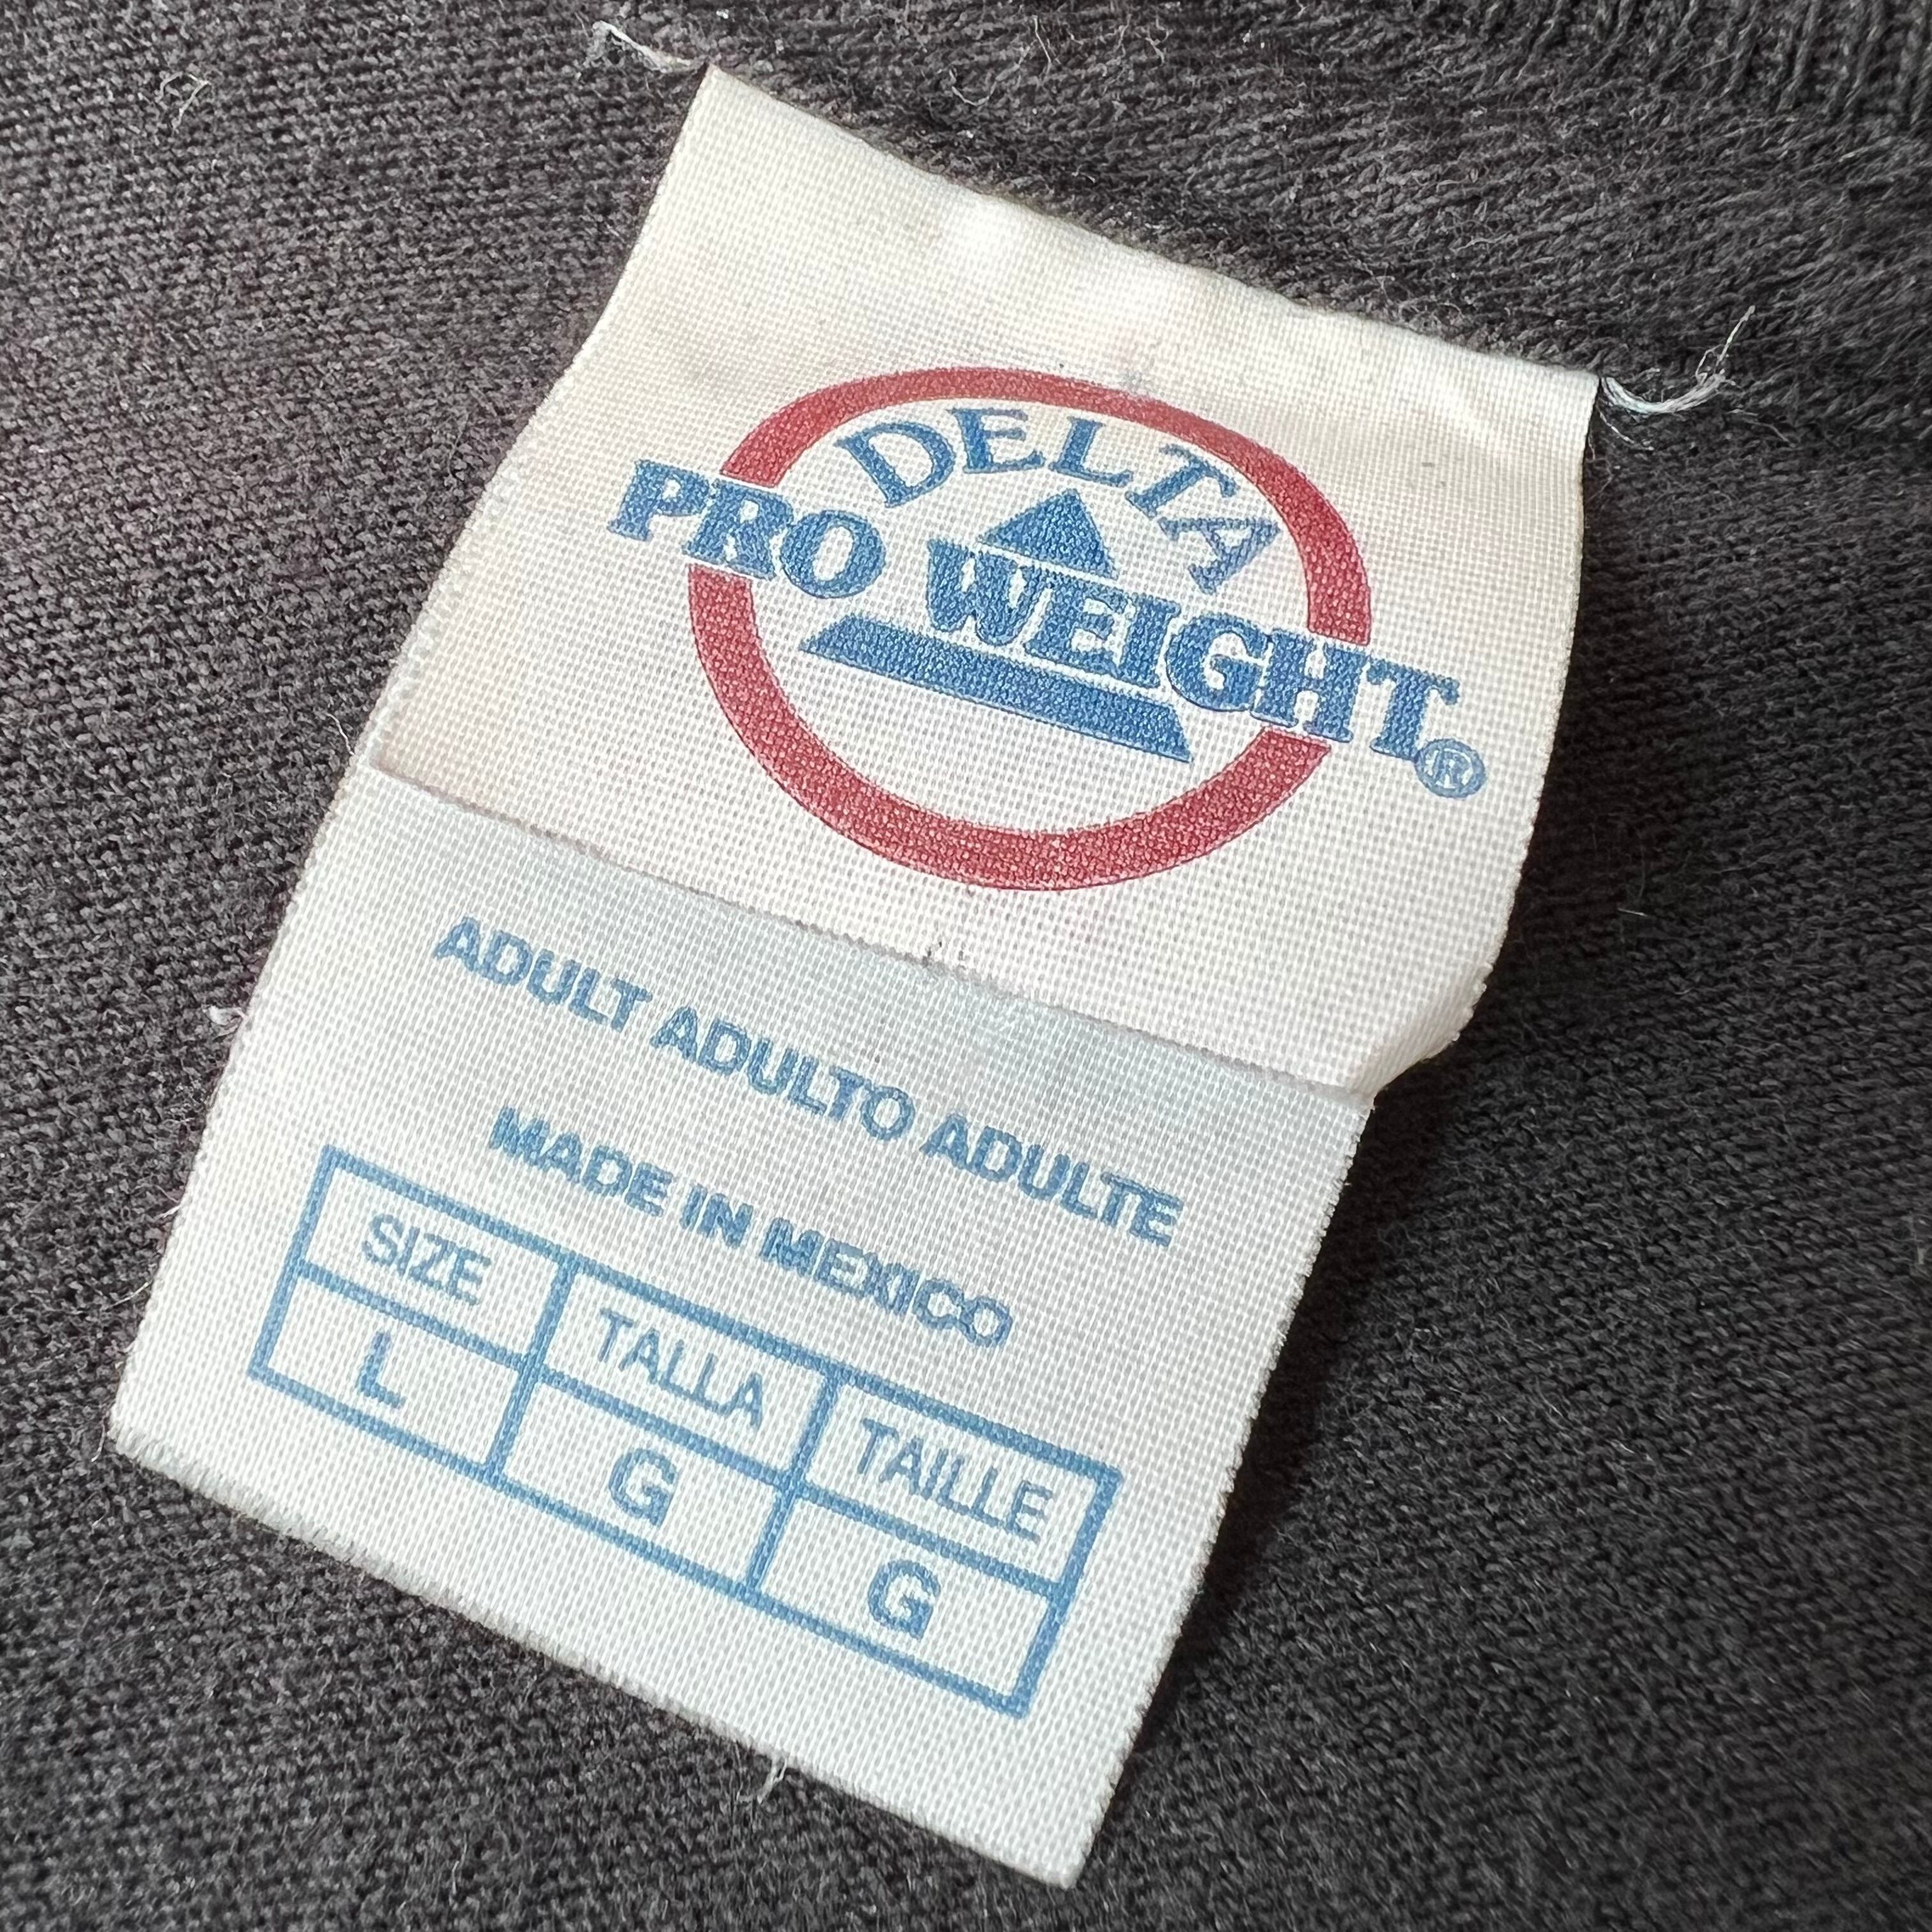 DELTA
PRO WEIGHT®
ADULT ADULTO ADULTE
MADE IN MEXICO
SIZE TALLA TAILLE
L G G